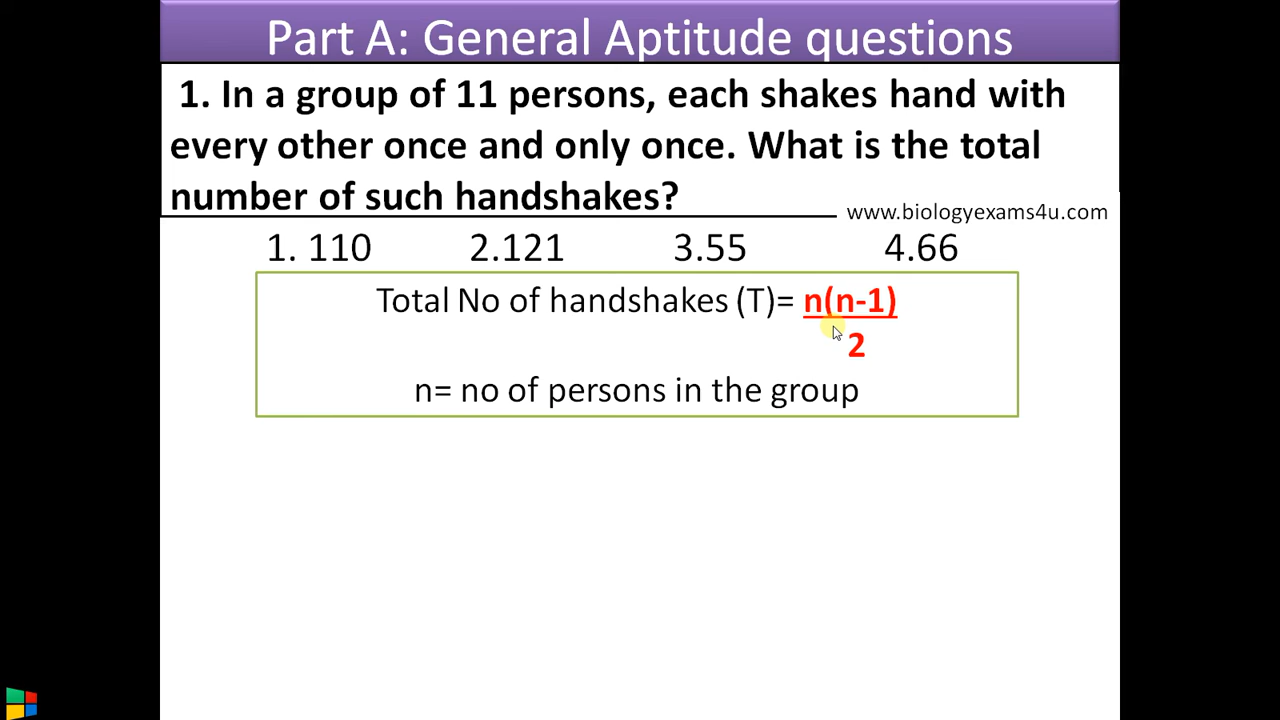 Part A: General Aptitude questions
1. In a group of 11 persons, each shakes hand with
every other once and only once. What is the total
number of such handshakes?
www.biologyexams4u.com
1. 110 2.121 3.55 4.66
Total No of handshakes (T)= n(n-1)
2
n= no of persons in the group